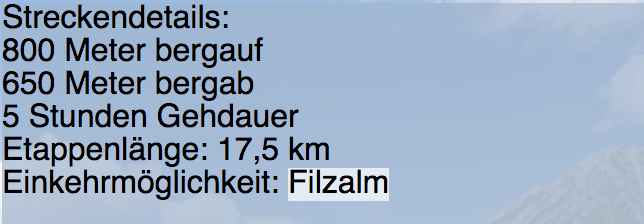 Streckendetails:
800 Meter bergauf
650 Meter bergab
5 Stunden Gehdauer
Etappenlänge: 17,5 km
Einkehrmöglichkeit: Filzalm